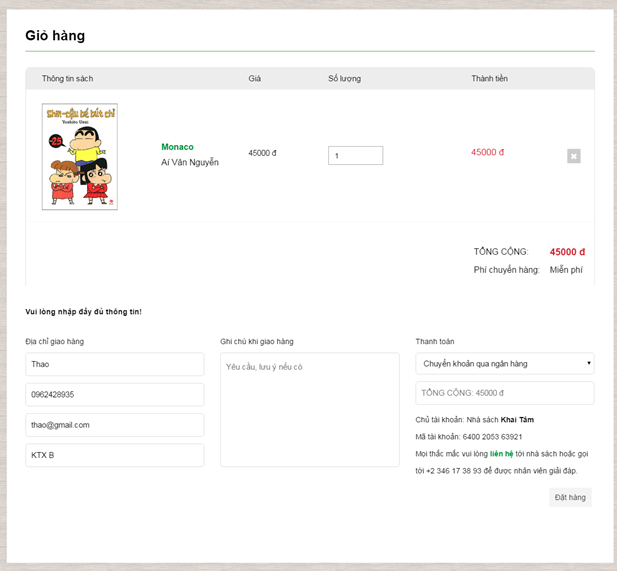 Giỏ hàng
Thông tin sách Giá Số lượng Thành tiền
Shin-cậu bé bút chì
Yoshito Usui
25
Monaco
Aí Vân Nguyễn
45000 đ
1
45000 đ
TỔNG CỘNG: 45000 đ
Phí chuyển hàng: Miễn phí
Vui lòng nhập đầy đủ thông tin!
Địa chỉ giao hàng
Thao
0962428935
thao@gmail.com
KTX B
Ghi chú khi giao hàng
Yêu cầu, lưu ý nếu có
Thanh toán
Chuyển khoản qua ngân hàng
TỔNG CỘNG: 45000 đ
Chủ tài khoản: Nhà sách Khai Tâm
Mã tài khoản: 6400 2053 63921
Mọi thắc mắc vui lòng liên hệ tới nhà sách hoặc gọi
tới +2 346 17 38 93 để được nhân viên giải đáp.
Đặt hàng